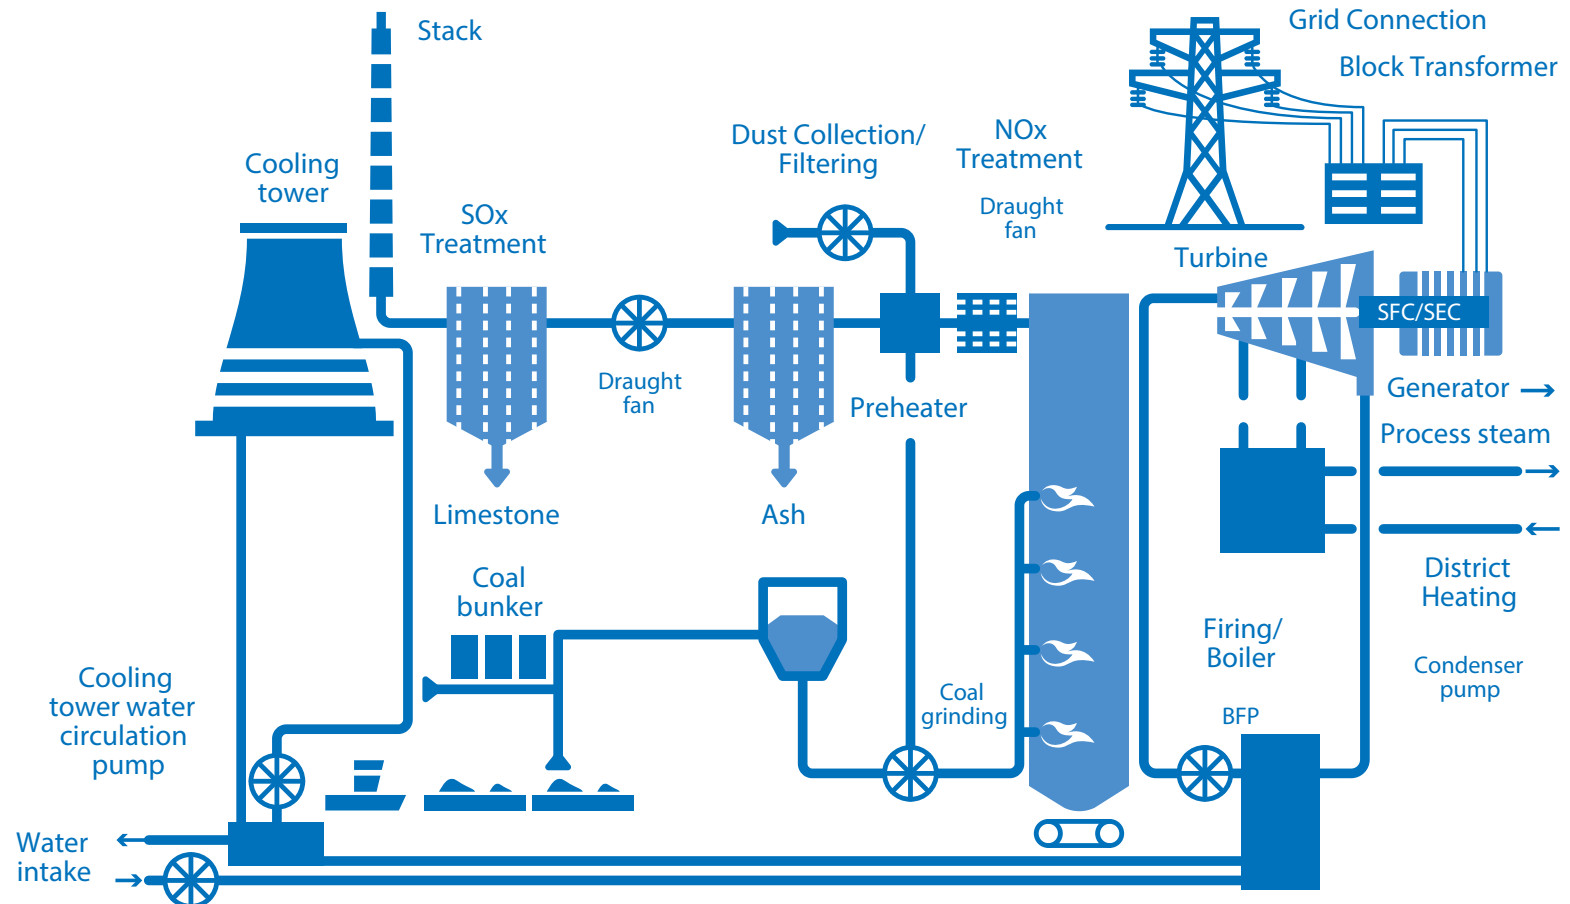 Stack
Grid Connection
Block Transformer
Dust Collection/
Filtering
NOx
Treatment
Draught
fan
Cooling
tower
SOx
Treatment
Turbine
SFC/SEC
Draught
fan
Preheater
Generator
Process steam
Limestone
Ash
Coal
bunker
District
Heating
Firing/
Boiler
Condenser
pump
Cooling
tower water
circulation
pump
Coal
grinding
BFP
Water
intake